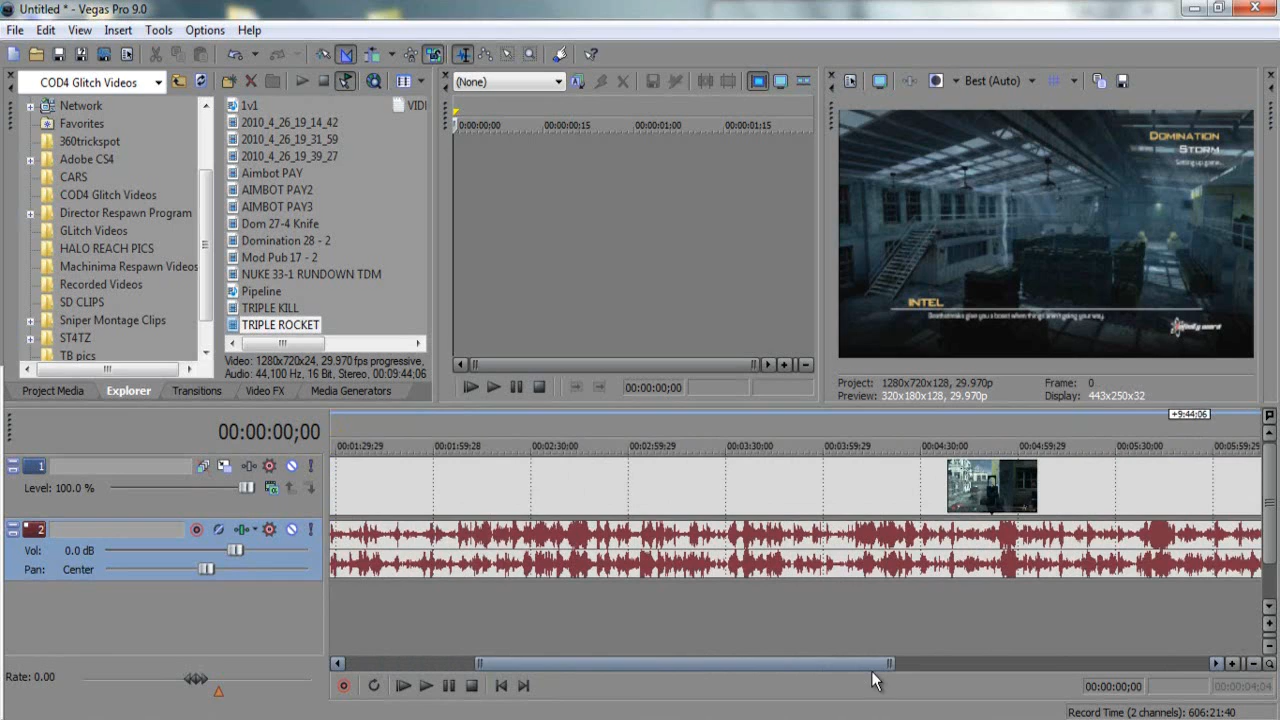 Untitled * - Vegas Pro 9.0
File Edit View Insert Tools Options Help
COD4 Glitch Videos
(None)
Best (Auto)
Network
Favorites
360trickspot
Adobe CS4
CARS
COD4 Glitch Videos
Director Respawn Program
GLitch Videos
HALO REACH PICS
Machinima Respawn Videos
Recorded Videos
SD CLIPS
Sniper Montage Clips
ST4TZ
TB pics
1v1
2010_4_26_19_14_42
2010_4_26_19_31_59
2010_4_26_19_39_27
Aimbot PAY
AIMBOT PAY2
AIMBOT PAY3
Dom 27-4 Knife
Domination 28 - 2
Mod Pub 17 - 2
NUKE 33-1 RUNDOWN TDM
Pipeline
TRIPLE KILL
TRIPLE ROCKET
VIDI
Video: 1280x720x24, 29.970 fps progressive,
Audio: 44,100 Hz, 16 Bit, Stereo, 00:09:44;06
Project Media Explorer Transitions Video FX Media Generators
0:00:00:00 00:00:00:15 00:00:01:00 00:00:01:15
00:00:00;00
DOMINATION
STORM
Setting up game...
INTEL
Project: 1280x720x128, 29.970p Frame: 0
Preview: 320x180x128, 29.970p Display: 443x250x32
+9:44:06
00:00:00;00
00:01:29:29 00:01:59:28 00:02:30:00 00:02:59:29 00:03:30:00 00:03:59:29 00:04:30:00 00:04:59:29 00:05:30:00 00:05:59:29
1
Level: 100.0 %
2
Vol: 0.0 dB
Pan: Center
Rate: 0.00
00:00:00;00 00:00:04;04
Record Time (2 channels): 606:21:40